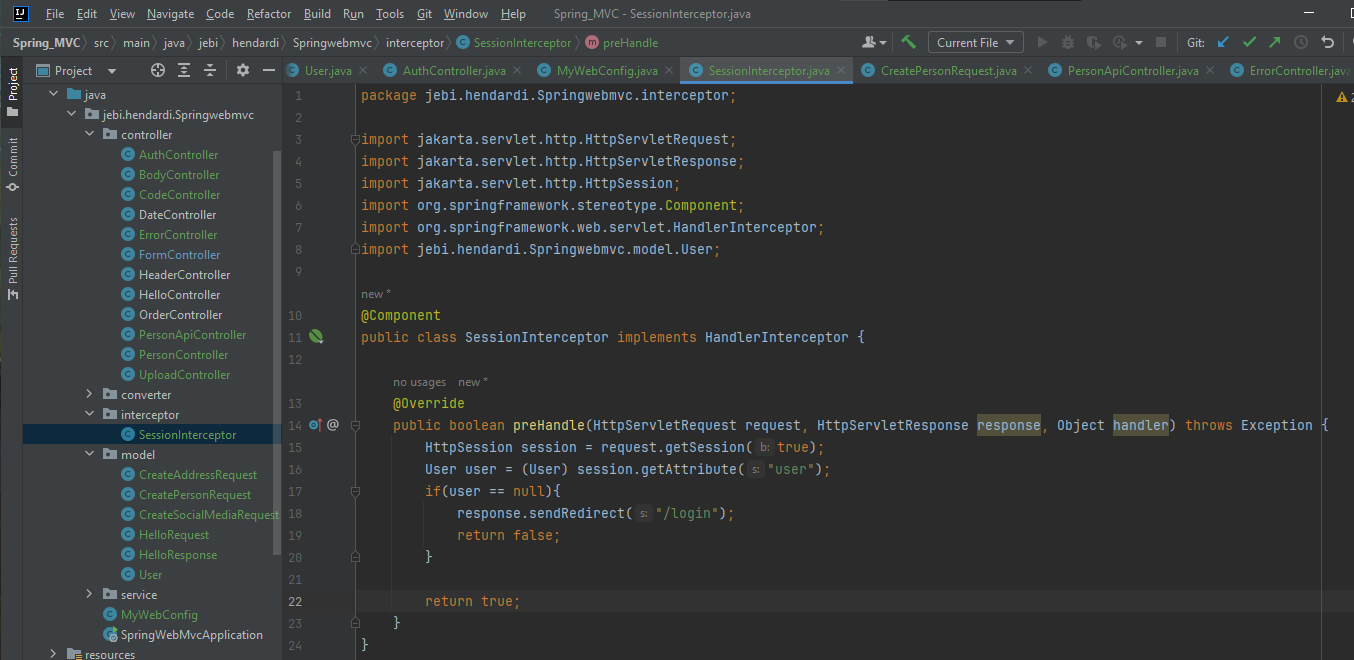 File Edit View Navigate Code Refactor Build Run Tools Git Window Help Spring_MVC - SessionInterceptor.java
Spring_MVC src main java jebi hendardi Springwebmvc interceptor SessionInterceptor preHandle Current File Git:
Project User.java AuthController.java MyWebConfig.java SessionInterceptor.java CreatePersonRequest.java PersonApiController.java ErrorController.java
Project
Commit
Pull Requests
java
jebi.hendardi.Springwebmvc
controller
AuthController
BodyController
CodeController
DateController
ErrorController
FormController
HeaderController
HelloController
OrderController
PersonApiController
PersonController
UploadController
converter
interceptor
SessionInterceptor
model
CreateAddressRequest
CreatePersonRequest
CreateSocialMediaRequest
HelloRequest
HelloResponse
User
service
MyWebConfig
SpringWebMvcApplication
resources
1 package jebi.hendardi.Springwebmvc.interceptor;
2
3 import jakarta.servlet.http.HttpServletRequest;
4 import jakarta.servlet.http.HttpServletResponse;
5 import jakarta.servlet.http.HttpSession;
6 import org.springframework.stereotype.Component;
7 import org.springframework.web.servlet.HandlerInterceptor;
8 import jebi.hendardi.Springwebmvc.model.User;
9
new *
10 @Component
11 public class SessionInterceptor implements HandlerInterceptor {
12
no usages new *
13 @Override
14 @ public boolean preHandle(HttpServletRequest request, HttpServletResponse response, Object handler) throws Exception {
15 HttpSession session = request.getSession( b: true);
16 User user = (User) session.getAttribute( s: "user");
17 if(user == null){
18 response.sendRedirect( s: "/login");
19 return false;
20 }
21
22 return true;
23 }
24 }
2